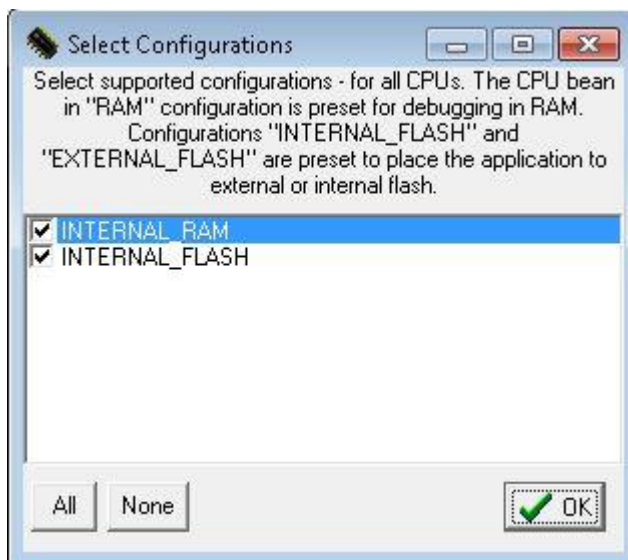 Select Configurations
Select supported configurations - for all CPUs. The CPU bean
in "RAM" configuration is preset for debugging in RAM.
Configurations "INTERNAL_FLASH" and
"EXTERNAL_FLASH" are preset to place the application to
external or internal flash.
INTERNAL_RAM
INTERNAL_FLASH
All
None
OK